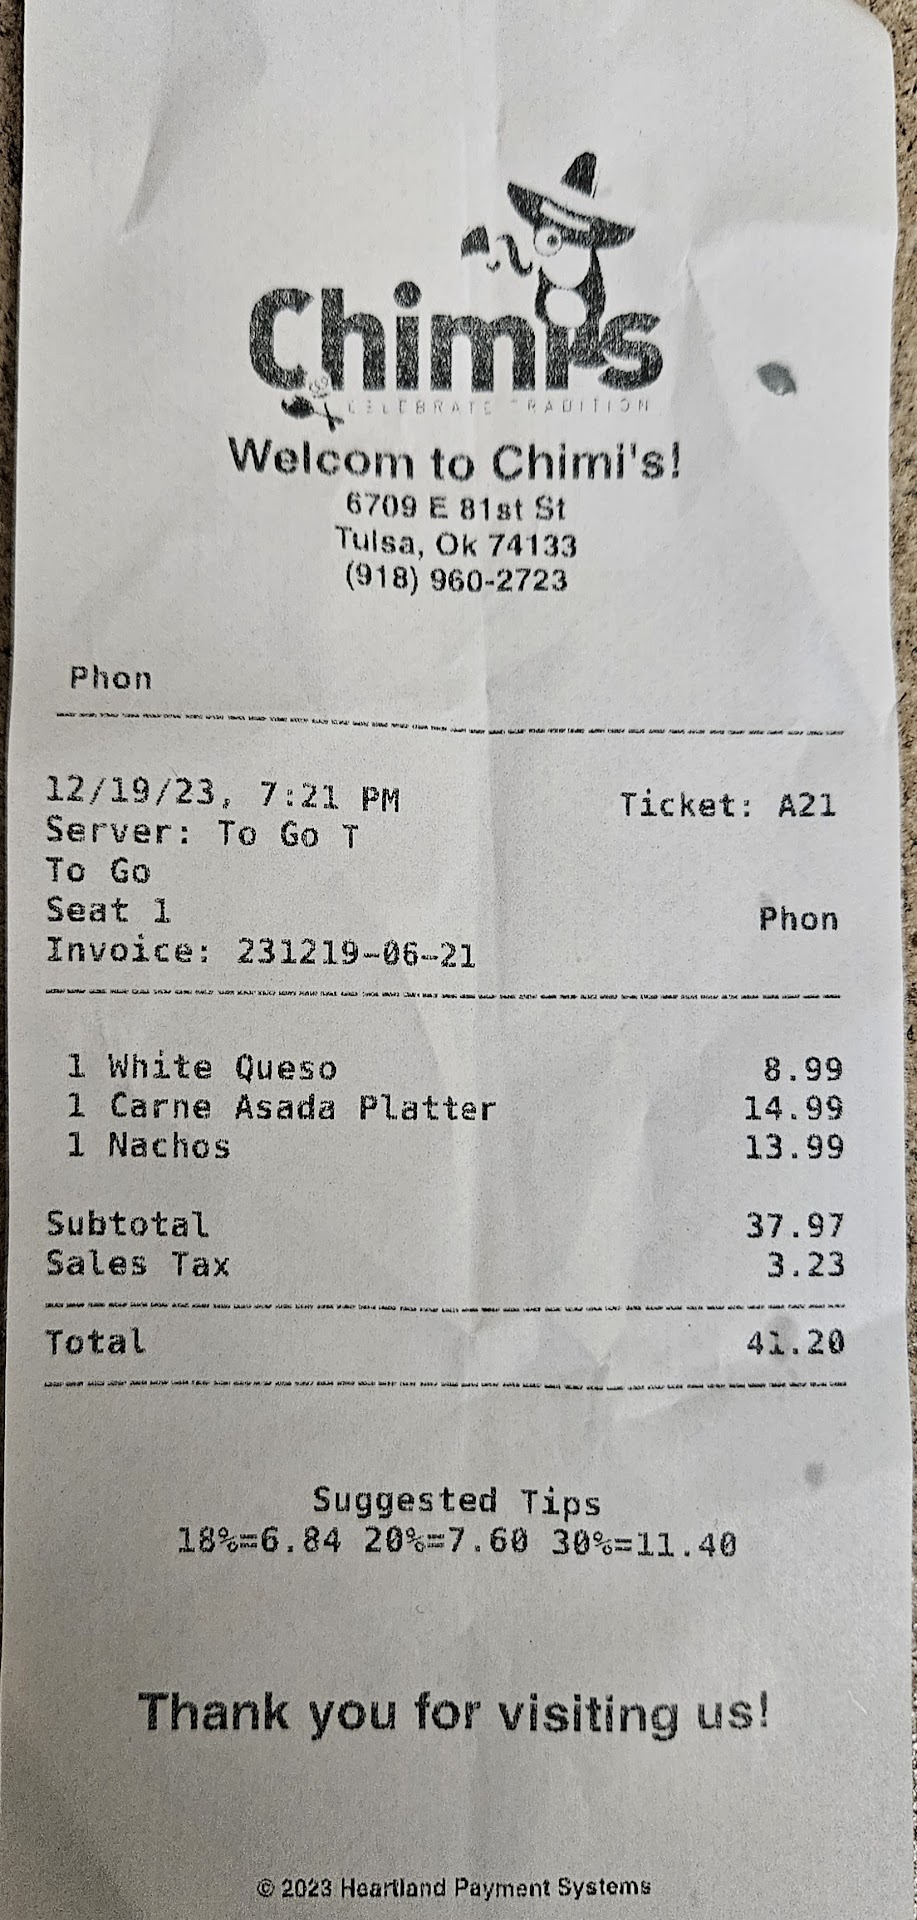 Chimi's
CELEBRATE TRADITION
Welcom to Chimi's!
6709 E 81st St
Tulsa, Ok 74133
(918) 960-2723
Phon
12/19/23, 7:21 PM Ticket: A21
Server: To Go T
To Go
Seat 1 Phon
Invoice: 231219-06-21
1 White Queso 8.99
1 Carne Asada Platter 14.99
1 Nachos 13.99
Subtotal 37.97
Sales Tax 3.23
Total 41.20
Suggested Tips
18%=6.84 20%=7.60 30%=11.40
Thank you for visiting us!
© 2023 Heartland Payment Systems